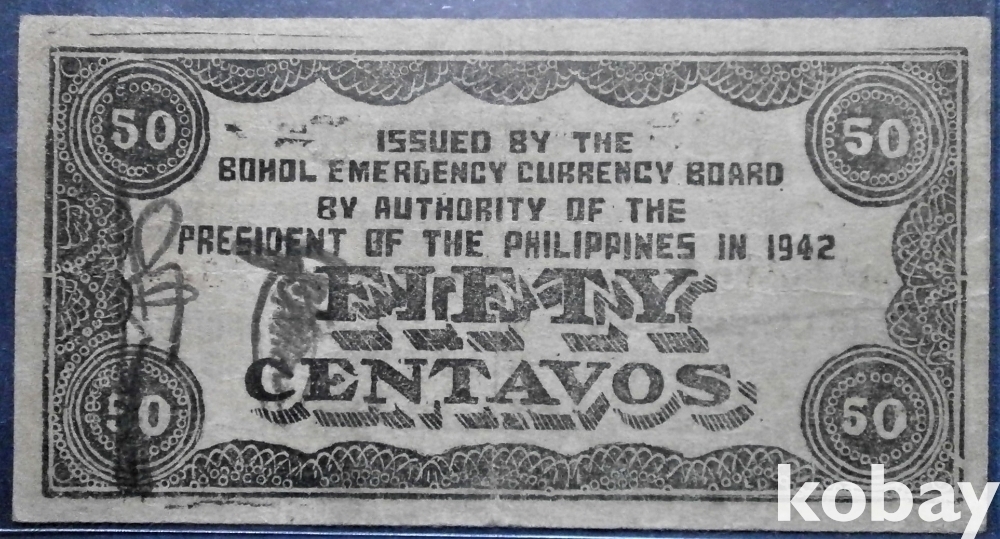 50 50
ISSUED BY THE
BOHOL EMERGENCY CURRENCY BOARD
BY AUTHORITY OF THE
PRESIDENT OF THE PHILIPPINES IN 1942
FIFTY
CENTAVOS
50 50
kobay